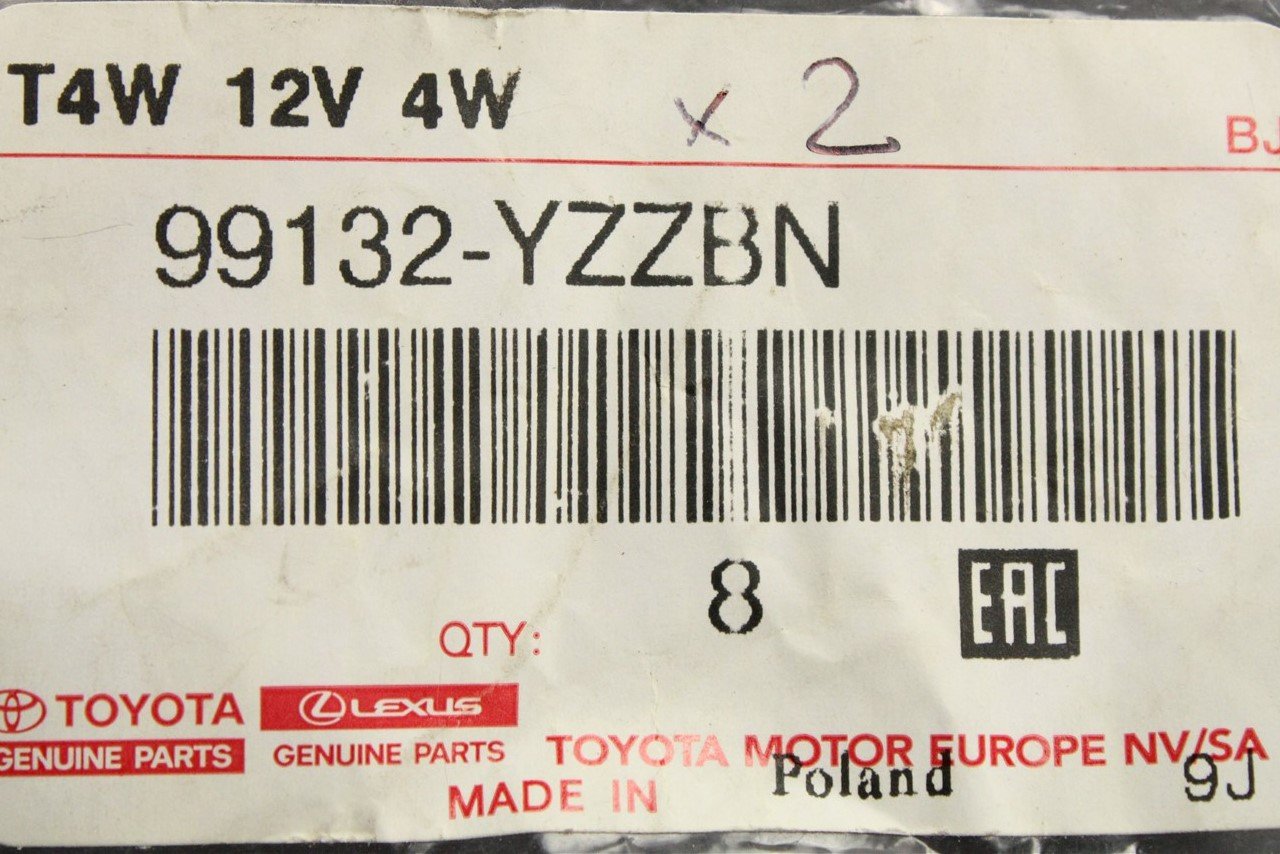 T4W 12V 4W x 2
BJ
99132-YZZBN
QTY: 8 EAC
TOYOTA LEXUS
GENUINE PARTS GENUINE PARTS TOYOTA MOTOR EUROPE NV/SA
MADE IN Poland 9J